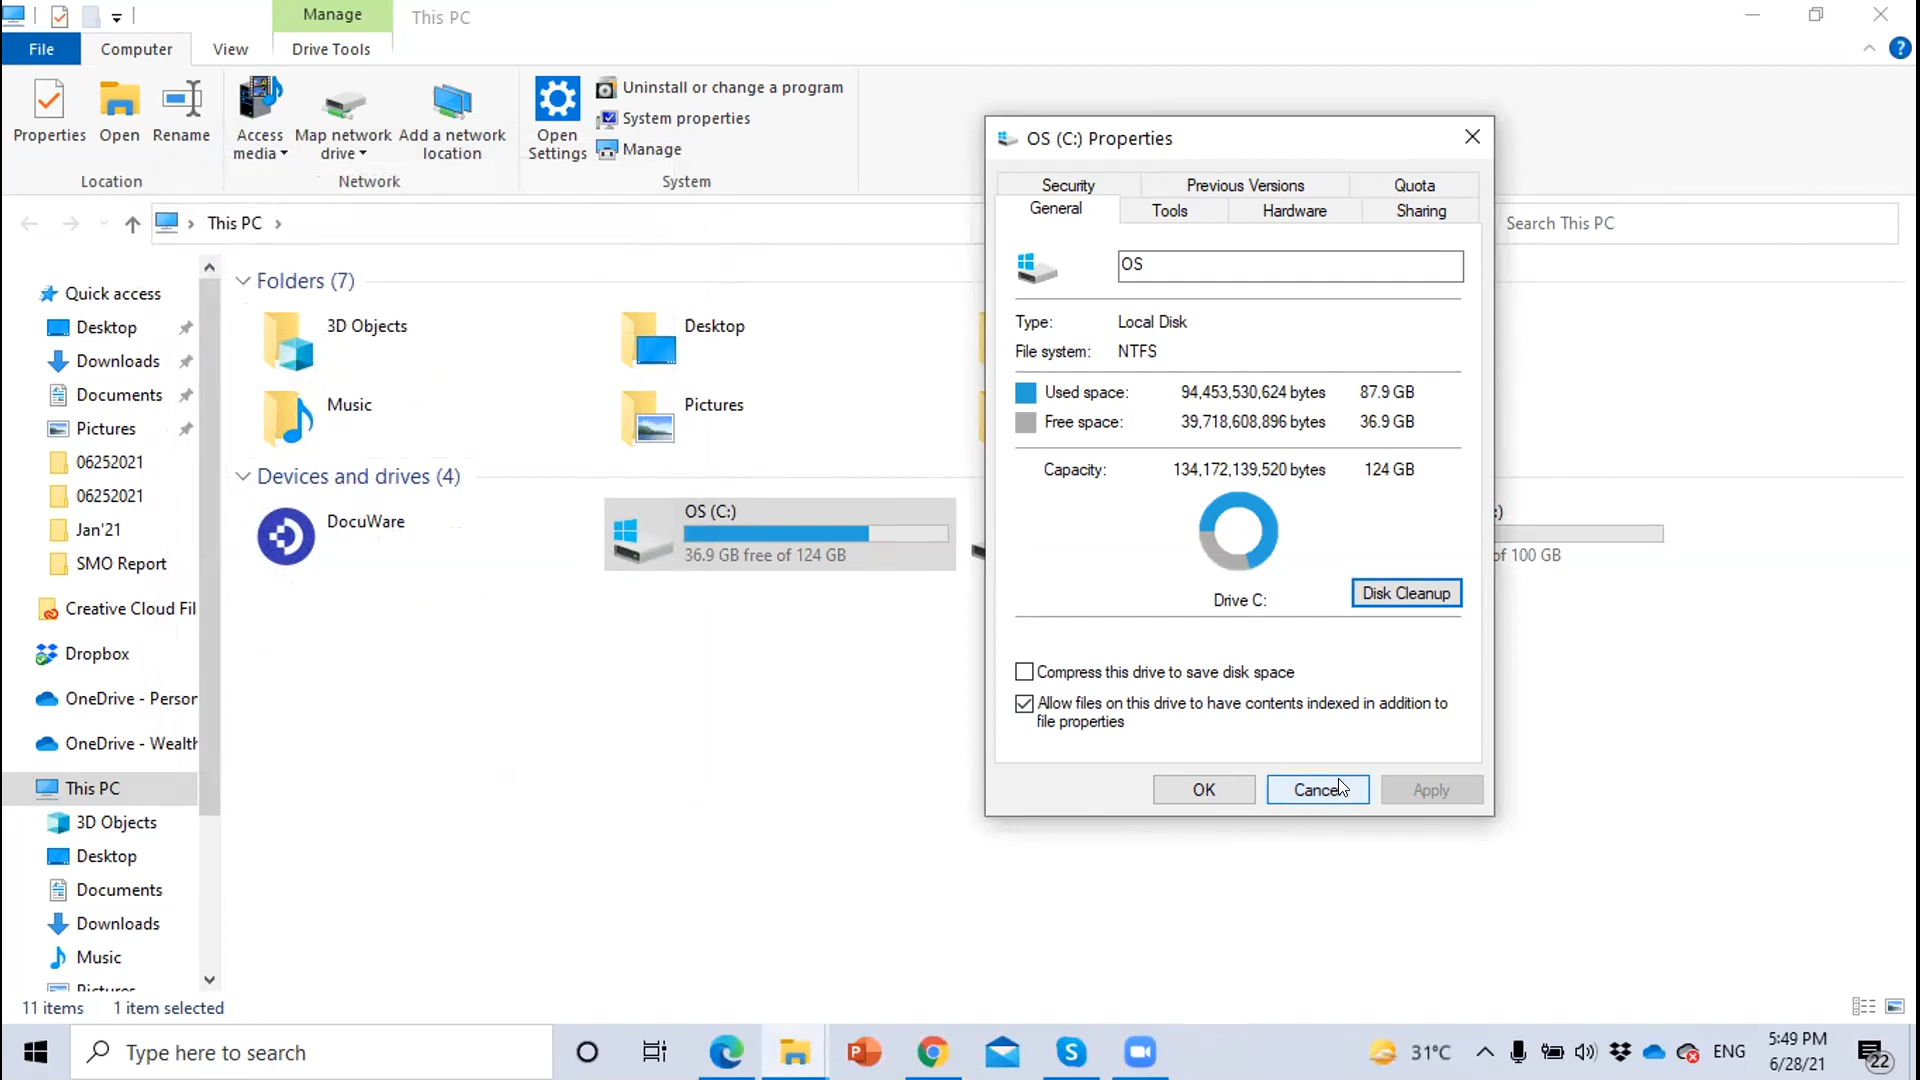 Manage
This PC
File
Computer
View
Drive Tools
Properties
Open
Rename
Access
media
Map network
drive
Add a network
location
Open
Settings
Uninstall or change a program
System properties
Manage
Location
Network
System
This PC
Search This PC
Quick access
Desktop
Downloads
Documents
Pictures
06252021
06252021
Jan'21
SMO Report
Creative Cloud Fil
Dropbox
OneDrive - Person
OneDrive - Wealth
This PC
3D Objects
Desktop
Documents
Downloads
Music
Pictures
Folders (7)
3D Objects
Desktop
Music
Pictures
Devices and drives (4)
DocuWare
OS (C:)
36.9 GB free of 124 GB
:)
of 100 GB
OS (C:) Properties
Security
Previous Versions
Quota
General
Tools
Hardware
Sharing
OS
Type: Local Disk
File system: NTFS
Used space: 94,453,530,624 bytes 87.9 GB
Free space: 39,718,608,896 bytes 36.9 GB
Capacity: 134,172,139,520 bytes 124 GB
Drive C:
Disk Cleanup
Compress this drive to save disk space
Allow files on this drive to have contents indexed in addition to
file properties
OK
Cancel
Apply
11 items
1 item selected
Type here to search
31°C
ENG
5:49 PM
6/28/21
22